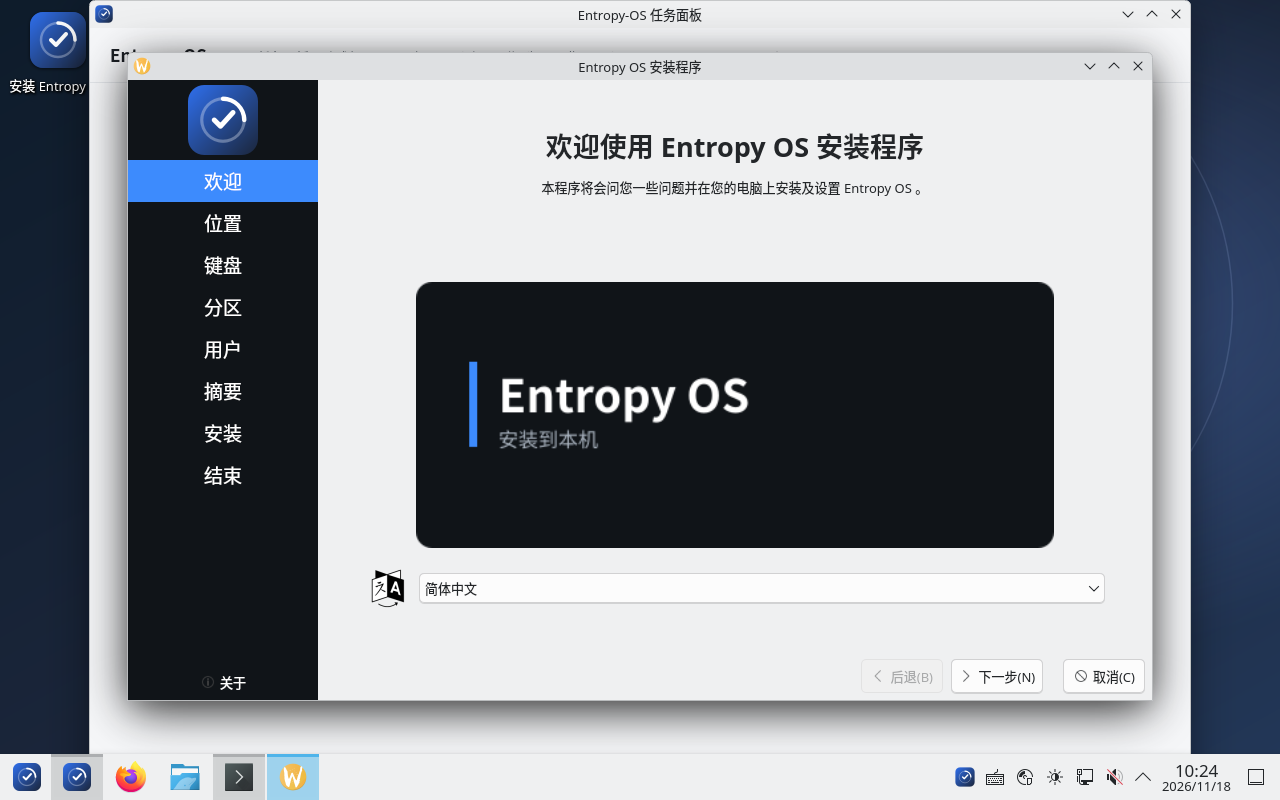 Entropy-OS 任务面板
安装 Entropy
Entropy OS 安装程序
欢迎
位置
键盘
分区
用户
摘要
安装
结束
关于
欢迎使用 Entropy OS 安装程序
本程序将会问您一些问题并在您的电脑上安装及设置 Entropy OS 。
Entropy OS
安装到本机
简体中文
后退(B)
下一步(N)
取消(C)
10:24
2026/11/18